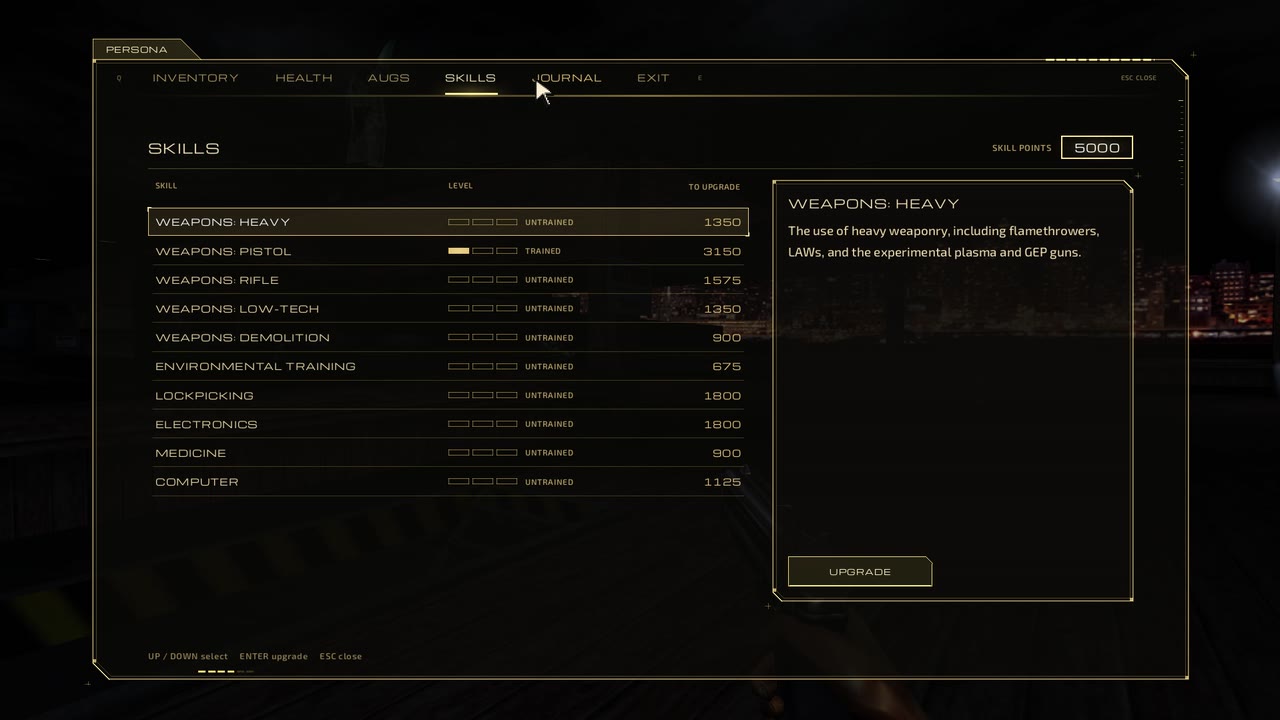 PERSONA
Q INVENTORY HEALTH AUGS SKILLS JOURNAL EXIT E ESC CLOSE
SKILLS SKILL POINTS 5000
SKILL LEVEL TO UPGRADE
WEAPONS: HEAVY UNTRAINED 1350
WEAPONS: PISTOL TRAINED 3150
WEAPONS: RIFLE UNTRAINED 1575
WEAPONS: LOW-TECH UNTRAINED 1350
WEAPONS: DEMOLITION UNTRAINED 900
ENVIRONMENTAL TRAINING UNTRAINED 675
LOCKPICKING UNTRAINED 1800
ELECTRONICS UNTRAINED 1800
MEDICINE UNTRAINED 900
COMPUTER UNTRAINED 1125
WEAPONS: HEAVY
The use of heavy weaponry, including flamethrowers,
LAWs, and the experimental plasma and GEP guns.
UPGRADE
UP / DOWN select ENTER upgrade ESC close